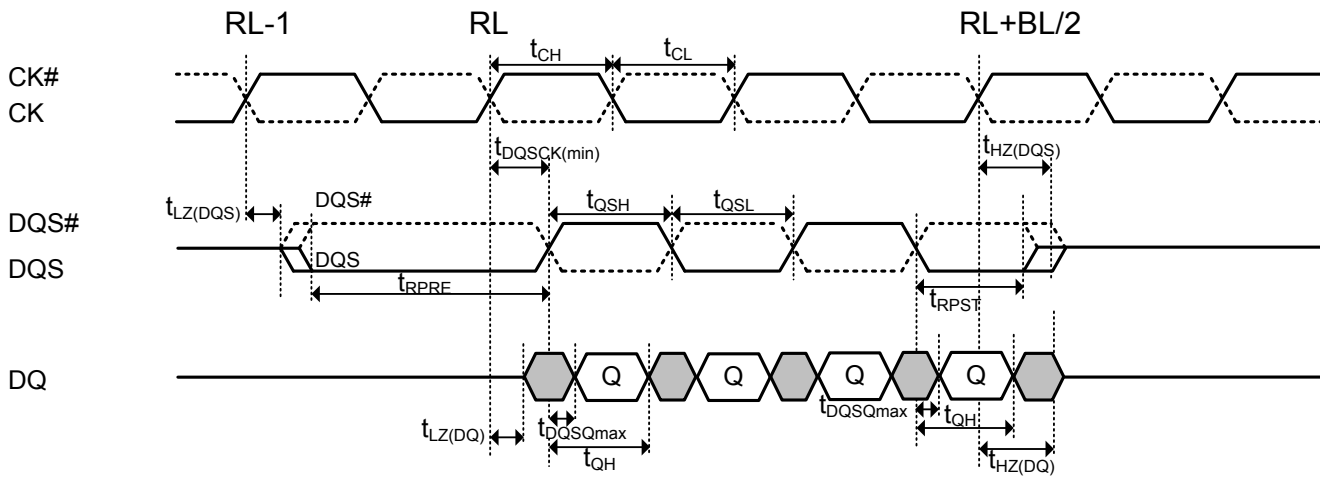 RL-1 RL RL+BL/2
tCH tCL
CK#
CK
tDQSCK(min) tHZ(DQS)
tLZ(DQS) DQS# tQSH tQSL
DQS#
DQS DQS
tRPRE tRPST
DQ Q Q Q Q
tLZ(DQ) tDQSQmax tDQSQmax tQH
tQH tHZ(DQ)